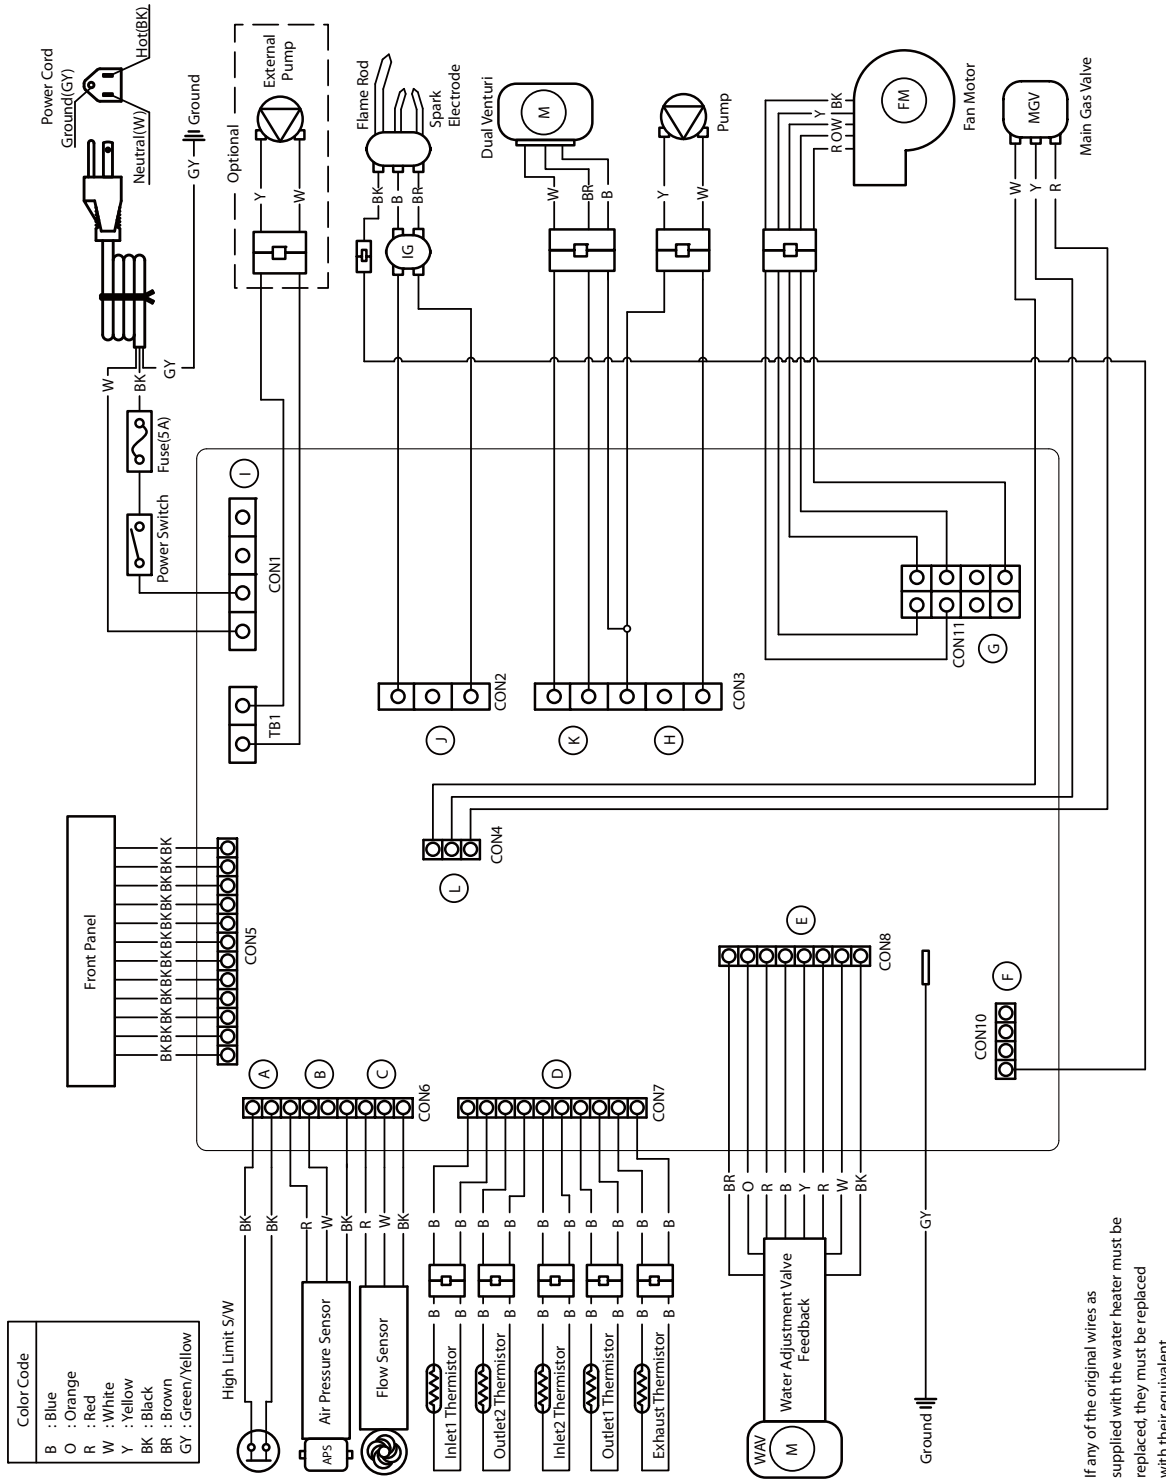 Color Code
B : Blue
O : Orange
R : Red
W : White
Y : Yellow
BK : Black
BR : Brown
GY : Green/Yellow
High Limit S/W
BK
BK
APS
Air Pressure Sensor
R
W
BK
Flow Sensor
R
W
BK
Inlet1 Thermistor
B
B
B
B
Outlet2 Thermistor
B
B
B
B
Inlet2 Thermistor
B
B
B
B
Outlet1 Thermistor
B
B
B
B
Exhaust Thermistor
B
B
B
B
WAV
M
Water Adjustment Valve
Feedback
BR
O
R
B
Y
R
W
BK
Ground
GY
If any of the original wires as
supplied with the water heater must be
replaced, they must be replaced
with their equivalent
Front Panel
BK
BK
BK
BK
BK
BK
BK
BK
BK
BK
BK
BK
CON5
A
B
C
CON6
D
CON7
E
CON8
F
CON10
L
CON4
TB1
CON1
I
J
CON2
K
H
CON3
CON11
G
Power Switch
Fuse(5A)
W
BK
GY
GY
Ground
Power Cord
Ground(GY)
Neutral(W)
Hot(BK)
Optional
External
Pump
Y
W
Flame Rod
Spark
Electrode
BK
B
BR
IG
Dual Venturi
M
W
BR
B
Pump
Y
W
Fan Motor
FM
R
O
W
Y
BK
Main Gas Valve
MGV
W
Y
R